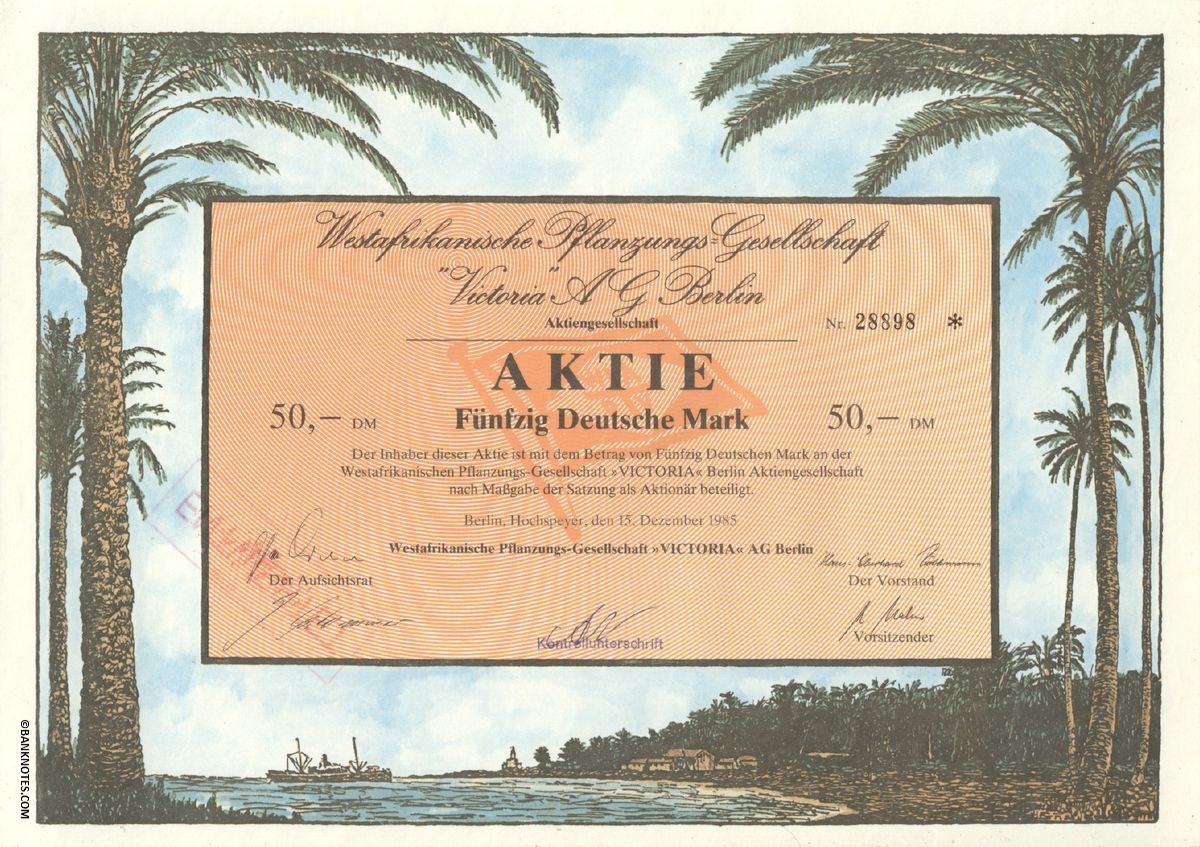 Westafrikanische Pflanzungs-Gesellschaft
"Victoria" A G Berlin
Aktiengesellschaft
Nr. 28898 *
AKTIE
50,– DM
Fünfzig Deutsche Mark
50,– DM
Der Inhaber dieser Aktie ist mit dem Betrag von Fünfzig Deutschen Mark an der
Westafrikanischen Pflanzungs-Gesellschaft »VICTORIA« Berlin Aktiengesellschaft
nach Maßgabe der Satzung als Aktionär beteiligt.
Berlin, Hochspeyer, den 15. Dezember 1985
Westafrikanische Pflanzungs-Gesellschaft »VICTORIA« AG Berlin
Der Aufsichtsrat
Der Vorstand
Kontrollunterschrift
Vorsitzender
©BANKNOTES.COM